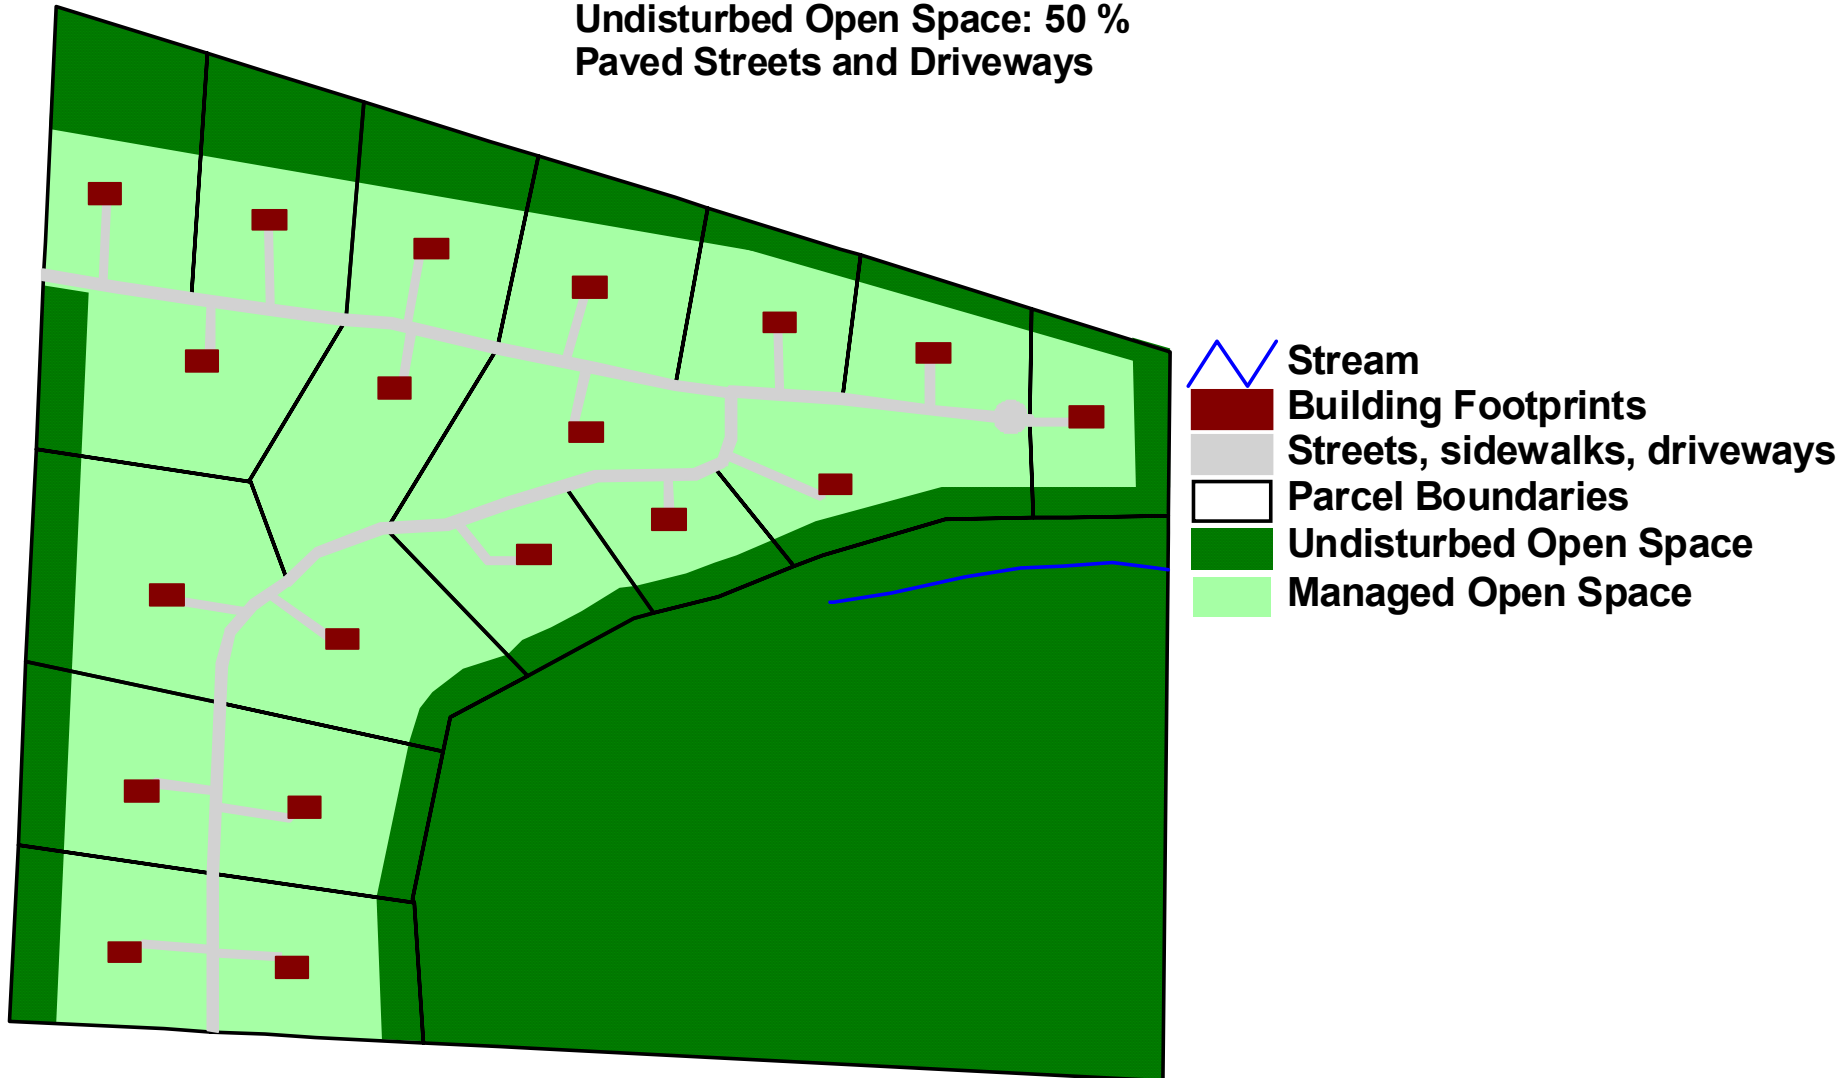 Undisturbed Open Space: 50 %
Paved Streets and Driveways
Stream
Building Footprints
Streets, sidewalks, driveways
Parcel Boundaries
Undisturbed Open Space
Managed Open Space